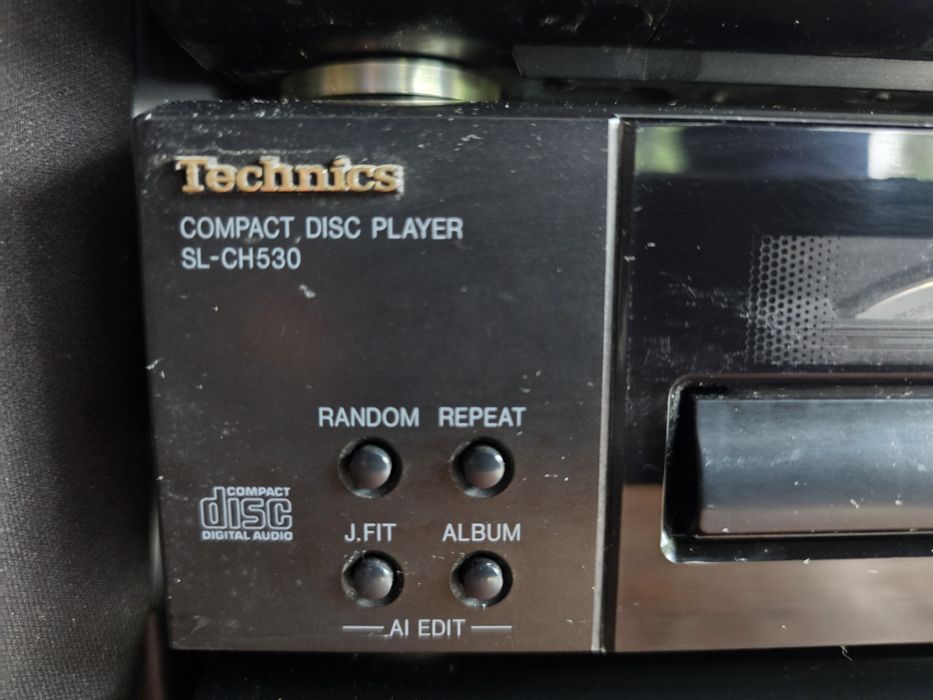 Technics
COMPACT DISC PLAYER
SL-CH530
RANDOM REPEAT
COMPACT
disc
DIGITAL AUDIO
J.FIT ALBUM
AI EDIT